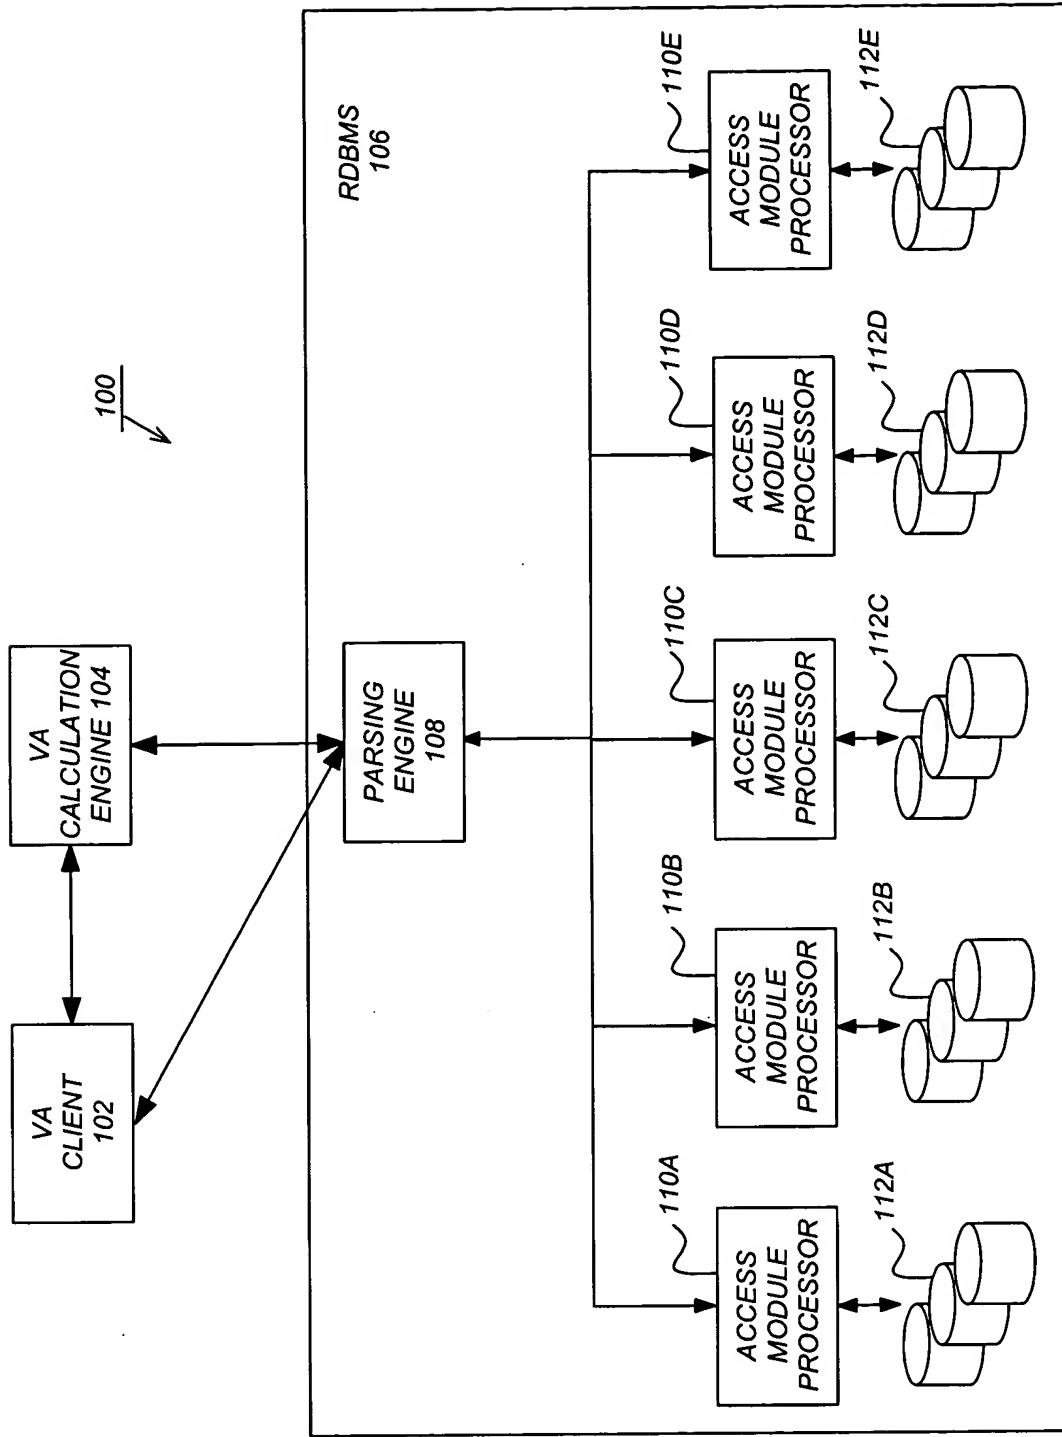 100
VA
CLIENT
102
VA
CALCULATION
ENGINE 104
RDBMS
106
PARSING
ENGINE
108
110A
110B
110C
110D
110E
ACCESS
MODULE
PROCESSOR
ACCESS
MODULE
PROCESSOR
ACCESS
MODULE
PROCESSOR
ACCESS
MODULE
PROCESSOR
ACCESS
MODULE
PROCESSOR
112A
112B
112C
112D
112E